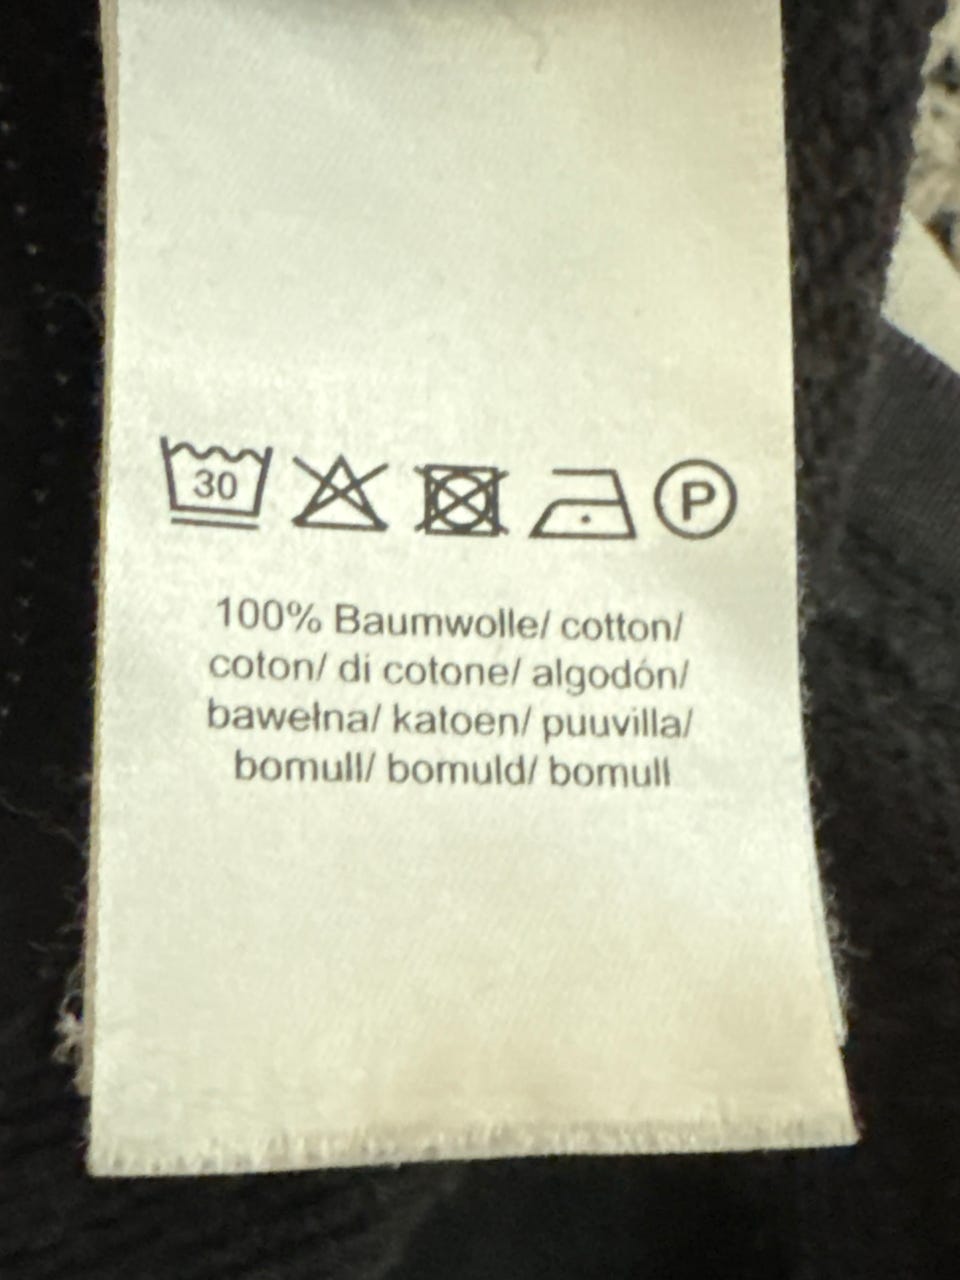 30
P
100% Baumwolle/ cotton/
coton/ di cotone/ algodón/
bawełna/ katoen/ puuvilla/
bomull/ bomuld/ bomull